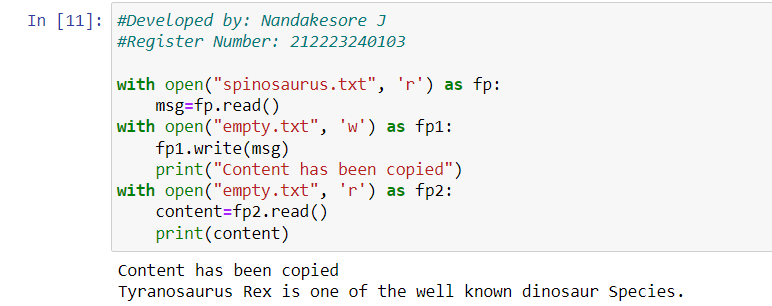 In [11]: #Developed by: Nandakesore J
#Register Number: 212223240103

with open("spinosaurus.txt", 'r') as fp:
    msg=fp.read()
with open("empty.txt", 'w') as fp1:
    fp1.write(msg)
    print("Content has been copied")
with open("empty.txt", 'r') as fp2:
    content=fp2.read()
    print(content)

Content has been copied
Tyranosaurus Rex is one of the well known dinosaur Species.